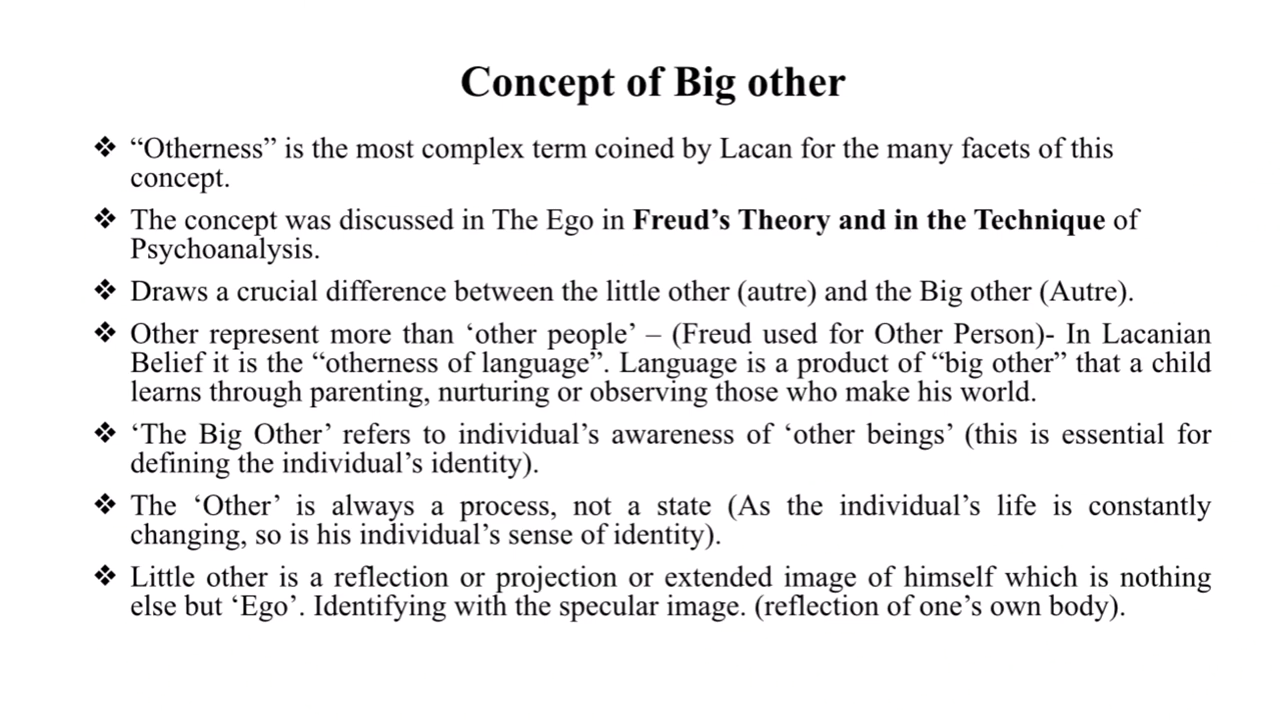 Concept of Big other
❖ “Otherness” is the most complex term coined by Lacan for the many facets of this
concept.
❖ The concept was discussed in The Ego in Freud’s Theory and in the Technique of
Psychoanalysis.
❖ Draws a crucial difference between the little other (autre) and the Big other (Autre).
❖ Other represent more than ‘other people’ – (Freud used for Other Person)- In Lacanian
Belief it is the “otherness of language”. Language is a product of “big other” that a child
learns through parenting, nurturing or observing those who make his world.
❖ ‘The Big Other’ refers to individual’s awareness of ‘other beings’ (this is essential for
defining the individual’s identity).
❖ The ‘Other’ is always a process, not a state (As the individual’s life is constantly
changing, so is his individual’s sense of identity).
❖ Little other is a reflection or projection or extended image of himself which is nothing
else but ‘Ego’. Identifying with the specular image. (reflection of one’s own body).